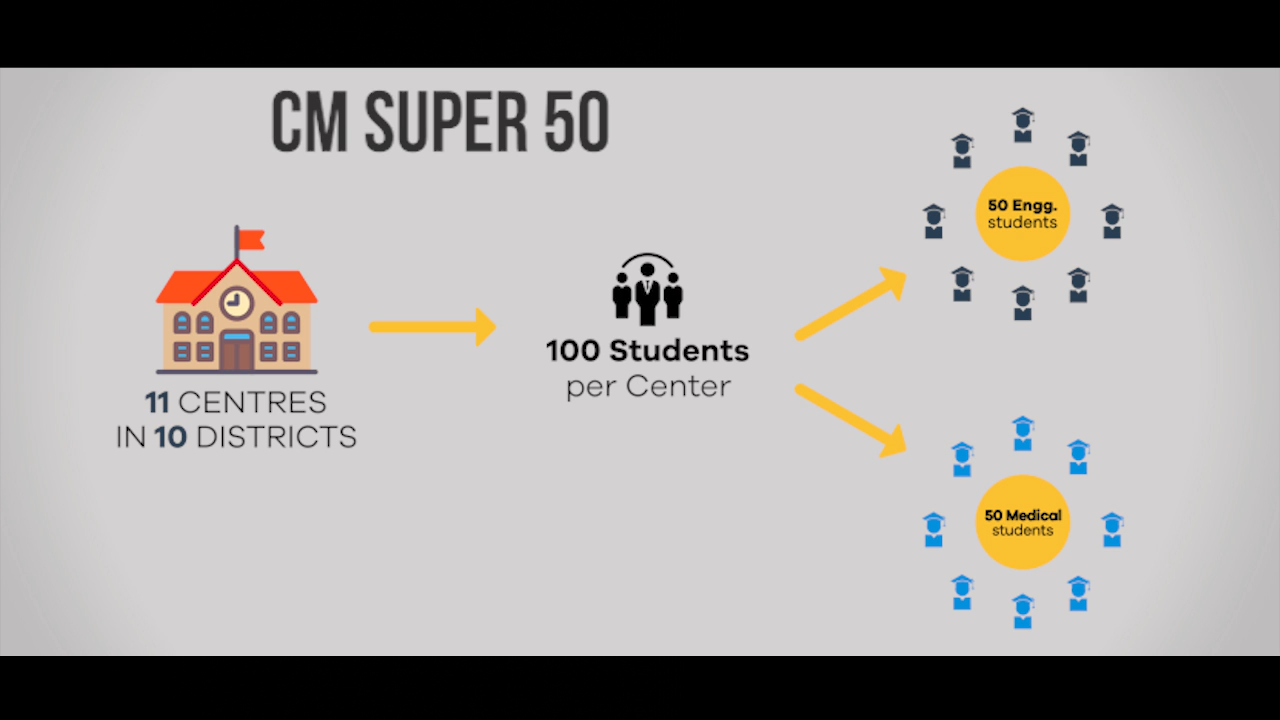 CM SUPER 50
11 CENTRES
IN 10 DISTRICTS
100 Students
per Center
50 Engg.
students
50 Medical
students